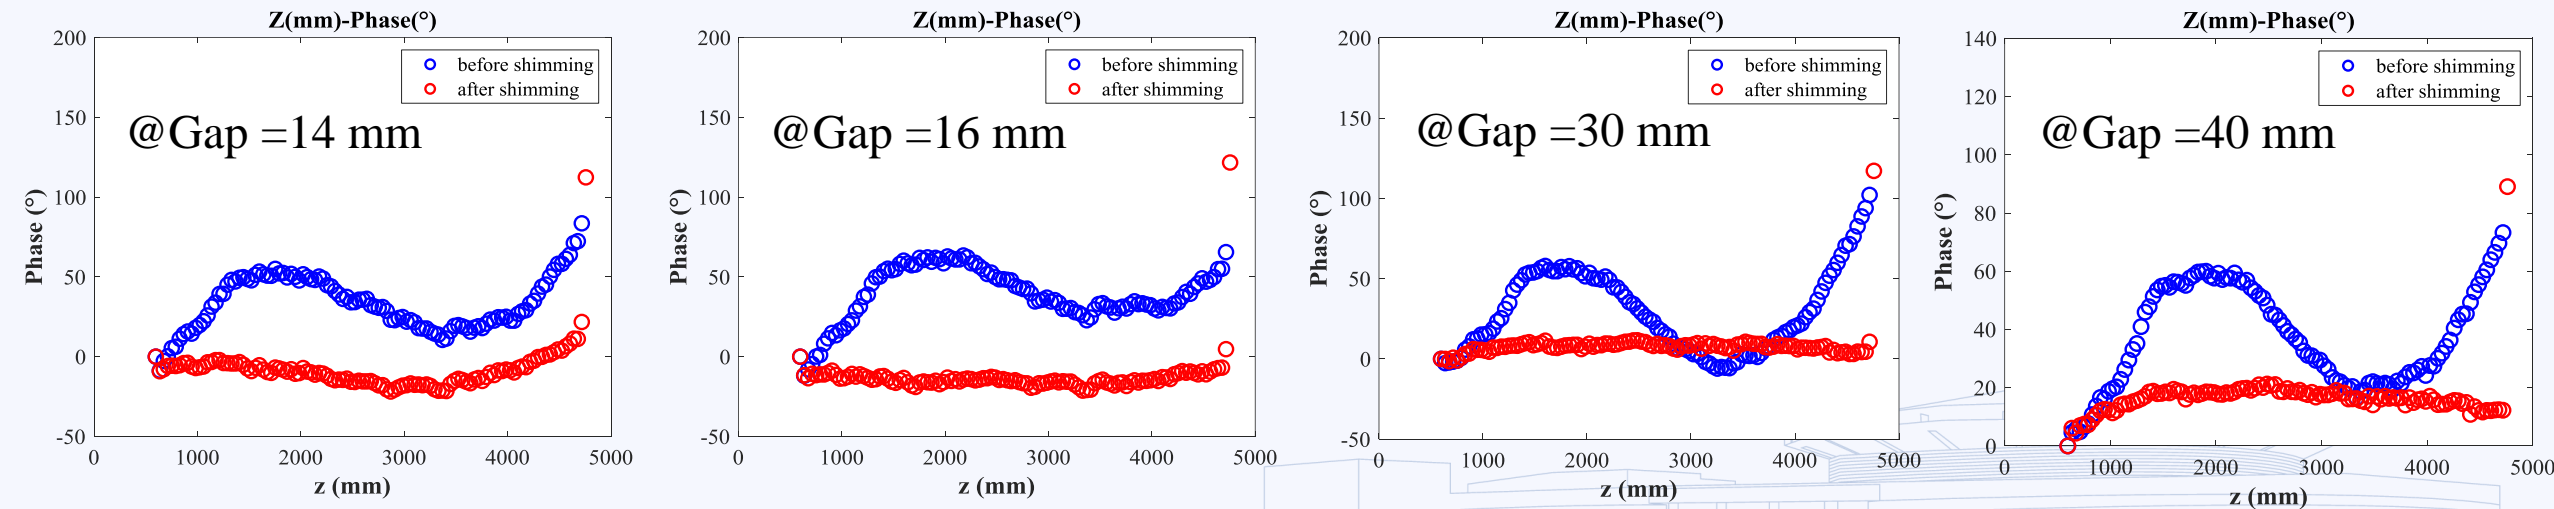 Z(mm)-Phase(°)
200
150
100
50
0
-50
before shimming
after shimming
@Gap =14 mm
Phase (°)
0 1000 2000 3000 4000 5000
z (mm)
Z(mm)-Phase(°)
200
150
100
50
0
-50
before shimming
after shimming
@Gap =16 mm
Phase (°)
0 1000 2000 3000 4000 5000
z (mm)
Z(mm)-Phase(°)
200
150
100
50
0
-50
before shimming
after shimming
@Gap =30 mm
Phase (°)
0 1000 2000 3000 4000 5000
z (mm)
Z(mm)-Phase(°)
140
120
100
80
60
40
20
0
before shimming
after shimming
@Gap =40 mm
Phase (°)
0 1000 2000 3000 4000 5000
z (mm)